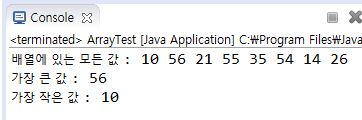 Console
<terminated> ArrayTest [Java Application] C:₩Program Files₩Java
배열에 있는 모든 값 : 10 56 21 55 35 54 14 26
가장 큰 값 : 56
가장 작은 값 : 10